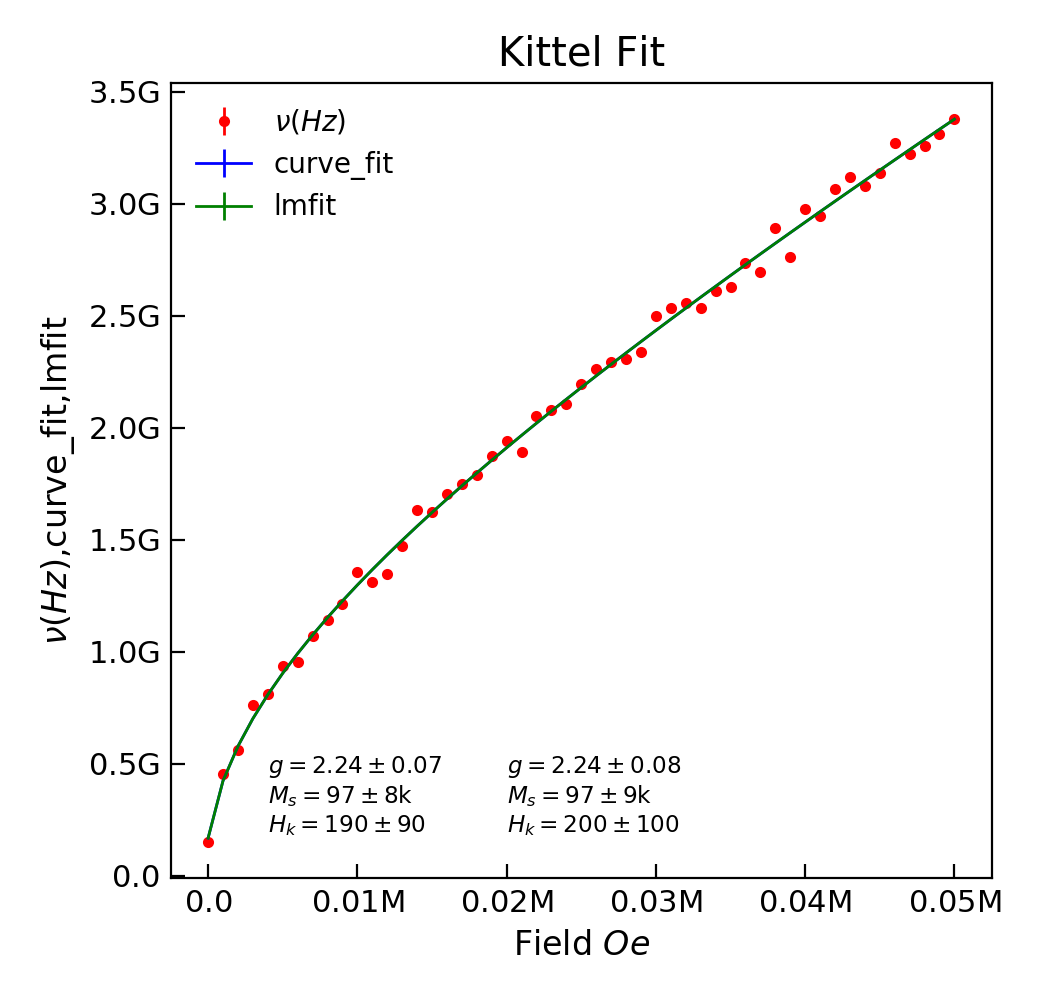 Kittel Fit
3.5G
3.0G
2.5G
2.0G
1.5G
1.0G
0.5G
0.0
ν(Hz),curve_fit,lmfit
ν(Hz)
curve_fit
lmfit
g = 2.24 ± 0.07
M_s = 97 ± 8k
H_k = 190 ± 90
g = 2.24 ± 0.08
M_s = 97 ± 9k
H_k = 200 ± 100
0.0 0.01M 0.02M 0.03M 0.04M 0.05M
Field Oe